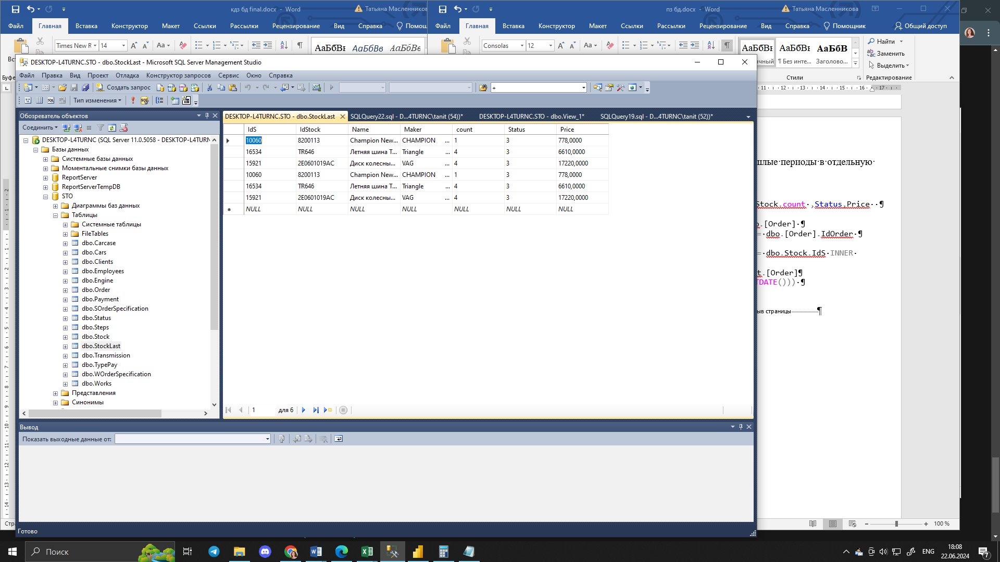 кдз бд final.docx - Word
Татьяна Масленников
пз бд.docx - Word
Татьяна Масленникова
Файл Главная Вставка Конструктор Макет Ссылки Рассылки Рецензирование Вид Справка Помощ
Файл Главная Вставка Конструктор Макет Ссылки Рассылки Рецензирование Вид Справка Помощник Общий доступ
Times New R 14
Consolas 12
АаБбВв АаБбВв АаБбВв
Найти
Заменить
Выделить
¶ Без инте... Заголово...
Стили
Редактирование
Буфе
DESKTOP-L4TURNC.STO - dbo.StockLast - Microsoft SQL Server Management Studio
Файл Правка Вид Проект Отладка Конструктор запросов Сервис Окно Справка
Создать запрос
+
Тип изменения
Обозреватель объектов
Соединить
DESKTOP-L4TURNC (SQL Server 11.0.5058 - DESKTOP-L4TURN
Базы данных
Системные базы данных
Моментальные снимки базы данных
ReportServer
ReportServerTempDB
STO
Диаграммы баз данных
Таблицы
Системные таблицы
FileTables
dbo.Carcase
dbo.Cars
dbo.Clients
dbo.Employees
dbo.Engine
dbo.Order
dbo.Payment
dbo.SOrderSpecification
dbo.Status
dbo.Steps
dbo.Stock
dbo.StockLast
dbo.Transmission
dbo.TypePay
dbo.WOrderSpecification
dbo.Works
Представления
Синонимы
DESKTOP-L4TURNC.STO - dbo.StockLast
SQLQuery22.sql - D...4TURNC\tanit (54))*
DESKTOP-L4TURNC.STO - dbo.View_1*
SQLQuery19.sql - D...4TURNC\tanit (52))*
IdS IdStock Name Maker count Status Price
10060 8200113 Champion New... CHAMPION ... 1 3 778,0000
16534 TR646 Летняя шина T... Triangle ... 4 3 6610,0000
15921 2E0601019AC Диск колесны... VAG ... 4 3 17220,0000
10060 8200113 Champion New... CHAMPION ... 1 3 778,0000
16534 TR646 Летняя шина T... Triangle ... 4 3 6610,0000
15921 2E0601019AC Диск колесны... VAG ... 4 3 17220,0000
NULL NULL NULL NULL NULL NULL NULL
1 для 6
шлые·периоды·в·отдельную·
Stock.count·,Status,Price··¶
.[Order]·¶
=·dbo.[Order].IdOrder·¶
=·dbo.Stock.IdS·INNER·
t.[Order]¶
TDATE()))·¶
ыв страницы ¶
Вывод
Показать выходные данные от:
Готово
Стр
100 %
Поиск
ENG
18:08
22.06.2024
7